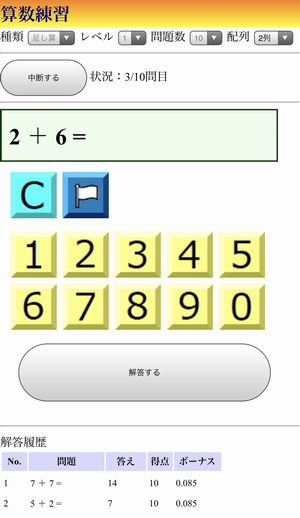 算数練習
種類 足し算 レベル 1 問題数 10 配列 2列
中断する 状況：3/10問目
2 ＋ 6 =
C
1 2 3 4 5
6 7 8 9 0
解答する
解答履歴
No. 問題 答え 得点 ボーナス
1 7 ＋ 7 = 14 10 0.085
2 5 ＋ 2 = 7 10 0.085